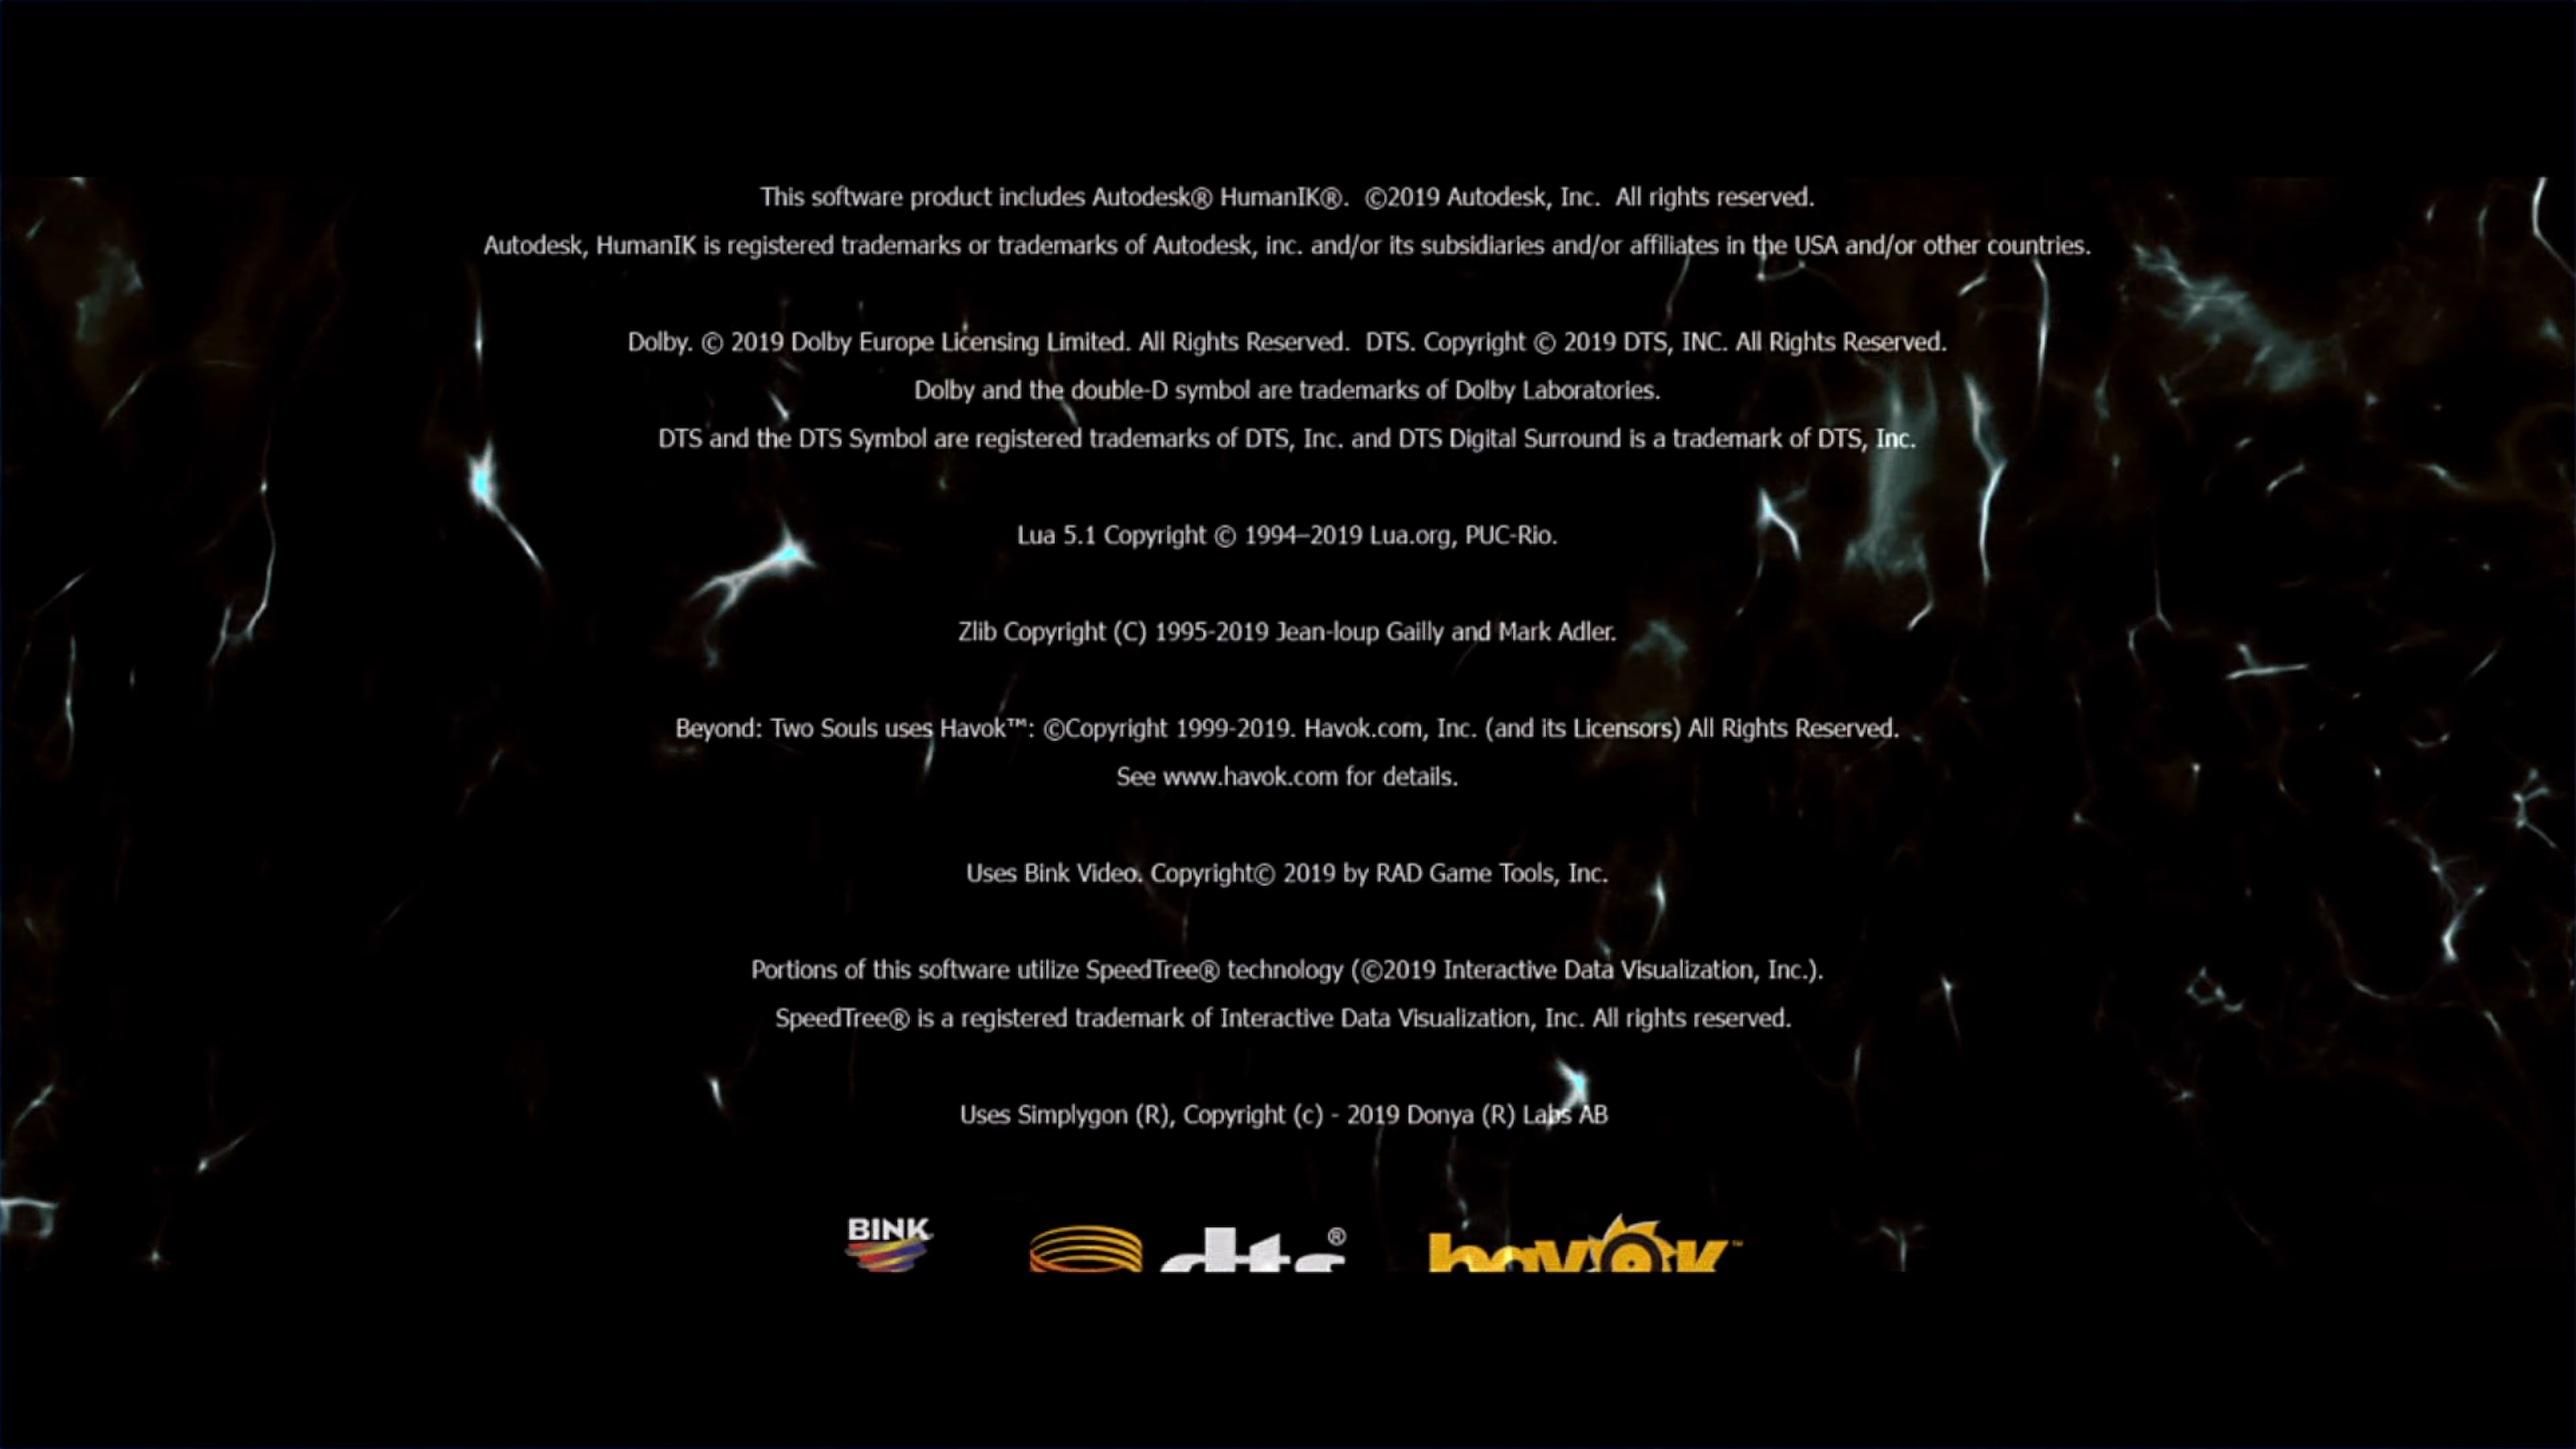 This software product includes Autodesk® HumanIK®.  ©2019 Autodesk, Inc.  All rights reserved.
Autodesk, HumanIK is registered trademarks or trademarks of Autodesk, inc. and/or its subsidiaries and/or affiliates in the USA and/or other countries.
Dolby. © 2019 Dolby Europe Licensing Limited. All Rights Reserved.  DTS. Copyright © 2019 DTS, INC. All Rights Reserved.
Dolby and the double-D symbol are trademarks of Dolby Laboratories.
DTS and the DTS Symbol are registered trademarks of DTS, Inc. and DTS Digital Surround is a trademark of DTS, Inc.
Lua 5.1 Copyright © 1994–2019 Lua.org, PUC-Rio.
Zlib Copyright (C) 1995-2019 Jean-loup Gailly and Mark Adler.
Beyond: Two Souls uses Havok™: ©Copyright 1999-2019. Havok.com, Inc. (and its Licensors) All Rights Reserved.
See www.havok.com for details.
Uses Bink Video. Copyright© 2019 by RAD Game Tools, Inc.
Portions of this software utilize SpeedTree® technology (©2019 Interactive Data Visualization, Inc.).
SpeedTree® is a registered trademark of Interactive Data Visualization, Inc. All rights reserved.
Uses Simplygon (R), Copyright (c) - 2019 Donya (R) Labs AB
BINK dts® havok™